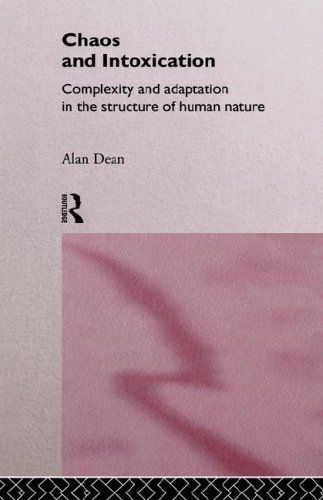 Chaos
and Intoxication
Complexity and adaptation
in the structure of human nature
Alan Dean
ROUTLEDGE